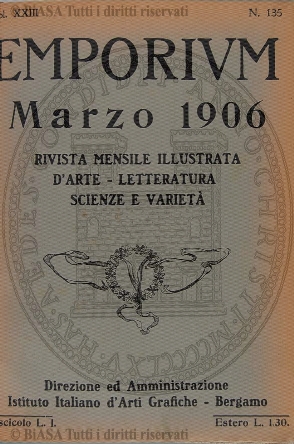 © BiASA Tutti i diritti riservati
l. XXIII N. 135
EMPORIVM
Marzo 1906
RIVISTA MENSILE ILLUSTRATA
D'ARTE - LETTERATURA
SCIENZE E VARIETÀ
Direzione ed Amministrazione
Istituto Italiano d'Arti Grafiche - Bergamo
ascicolo L. 1. Estero L. 1.30.
© BiASA Tutti i diritti riservati